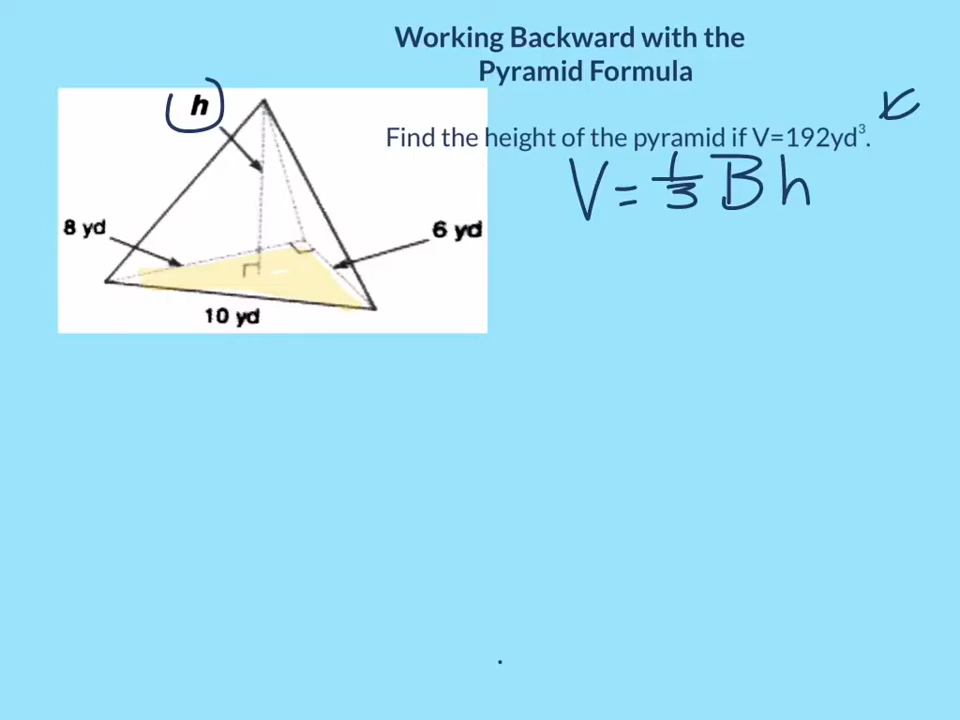 Working Backward with the
Pyramid Formula
h
Find the height of the pyramid if V=192yd³.
V = 1/3 B h
8 yd
6 yd
10 yd